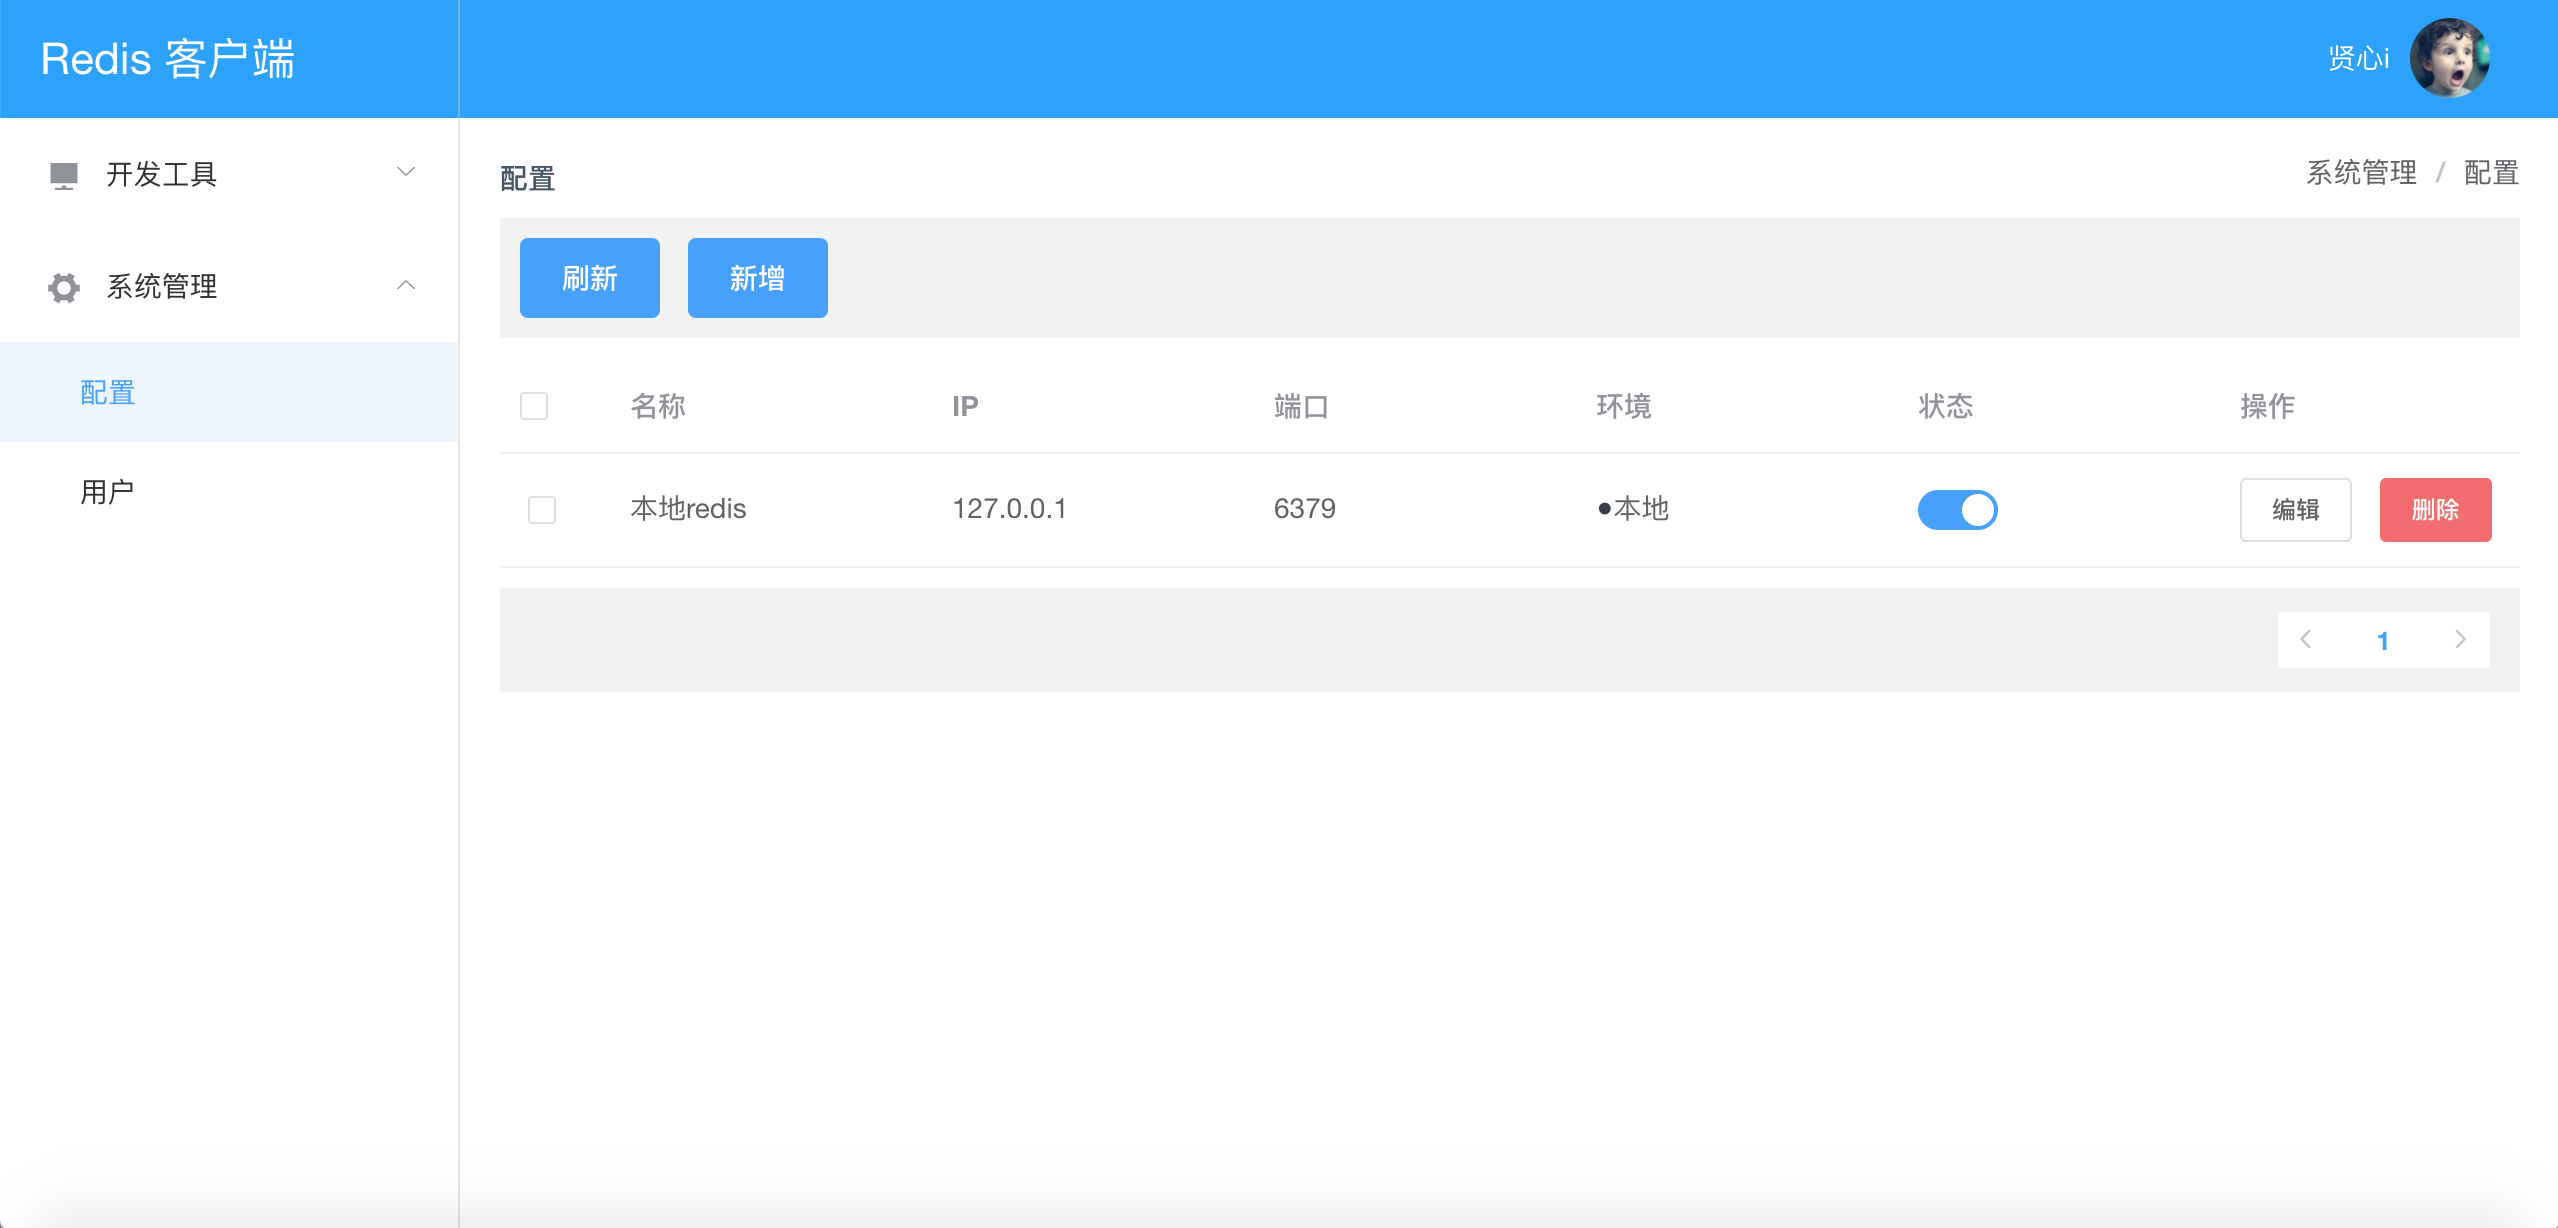 Redis 客户端
贤心i
开发工具
系统管理
配置
用户
配置
系统管理 / 配置
刷新 新增
名称 IP 端口 环境 状态 操作
本地redis 127.0.0.1 6379 ●本地 编辑 删除
1